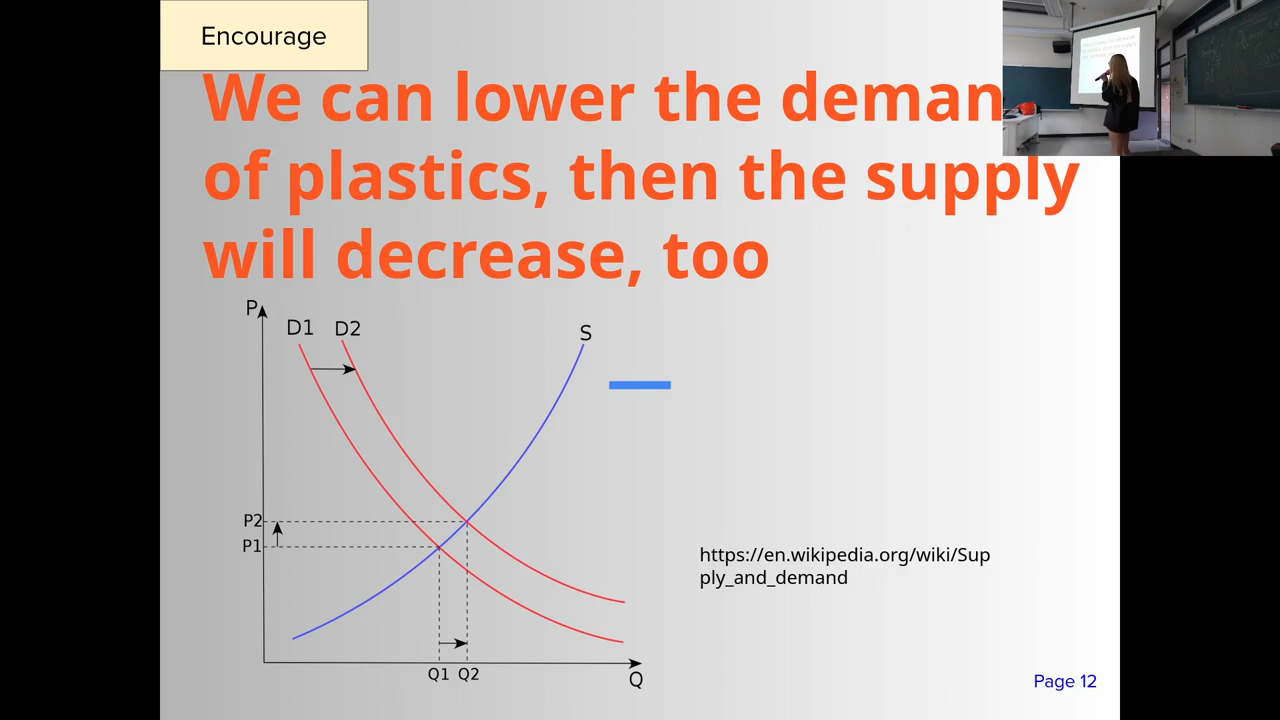 Encourage
We can lower the deman
of plastics, then the supply
will decrease, too
P
D1 D2 S
P2
P1
Q1 Q2
Q
https://en.wikipedia.org/wiki/Sup
ply_and_demand
Page 12